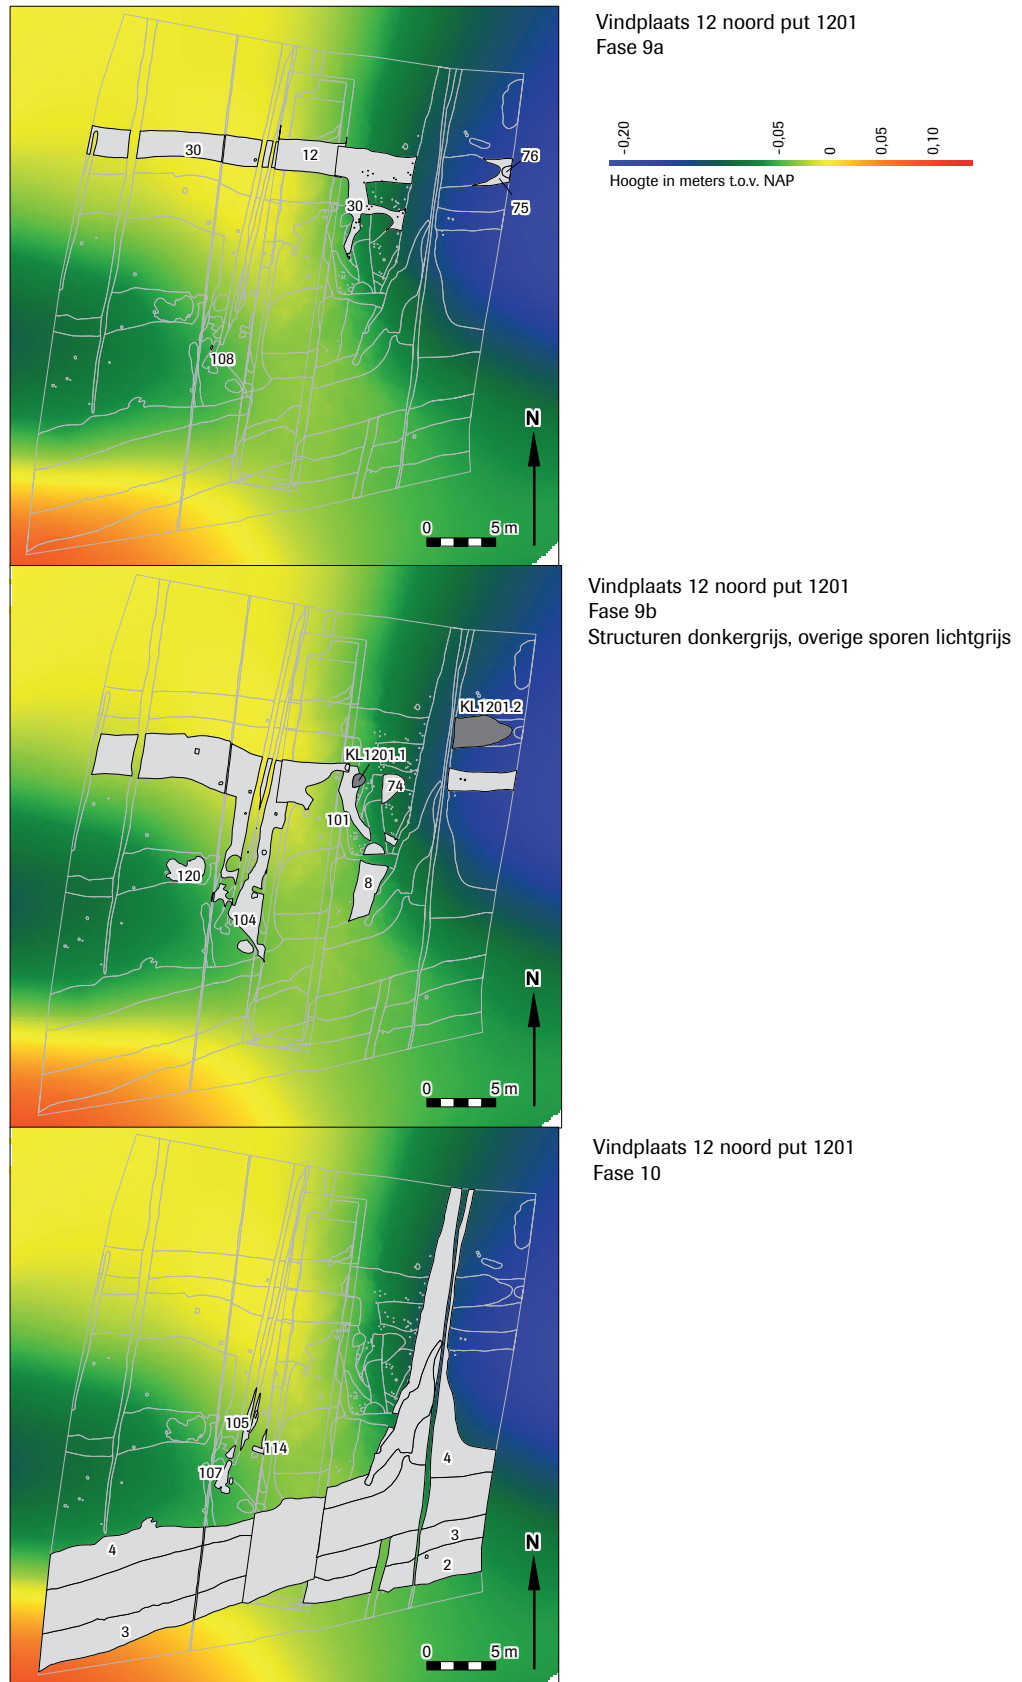 Vindplaats 12 noord put 1201
Fase 9a
-0,20
-0,05
0
0,05
0,10
Hoogte in meters t.o.v. NAP
30
12
76
75
30
108
N
0 5 m
Vindplaats 12 noord put 1201
Fase 9b
Structuren donkergrijs, overige sporen lichtgrijs
KL1201.2
KL1201.1
74
101
120
8
104
N
0 5 m
Vindplaats 12 noord put 1201
Fase 10
105
114
107
4
4
3
2
3
N
0 5 m